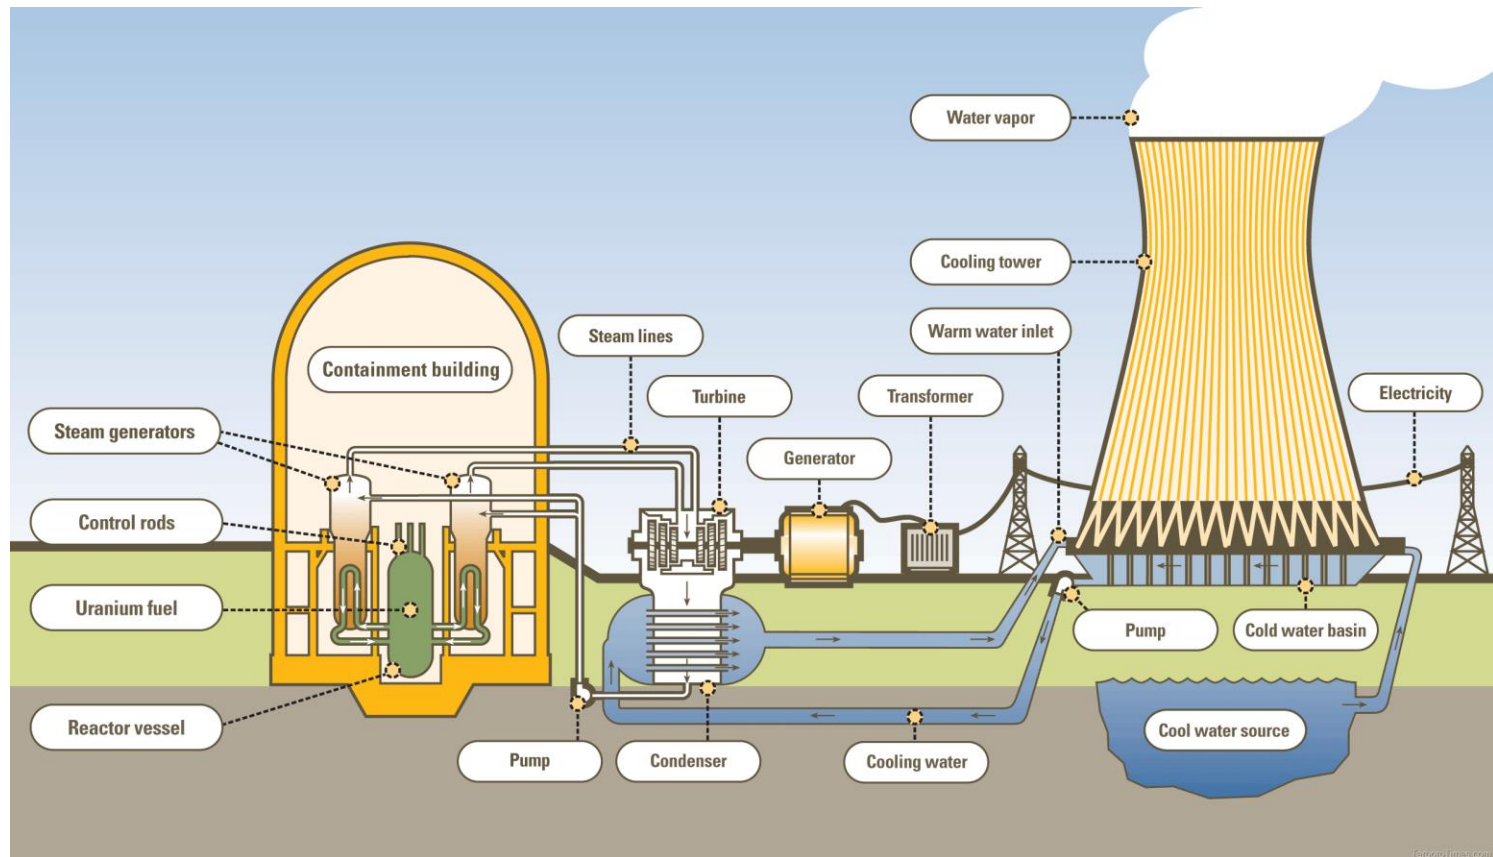 Water vapor
Cooling tower
Steam lines
Warm water inlet
Containment building
Turbine
Transformer
Electricity
Steam generators
Generator
Control rods
Uranium fuel
Pump
Cold water basin
Reactor vessel
Cool water source
Pump
Condenser
Cooling water